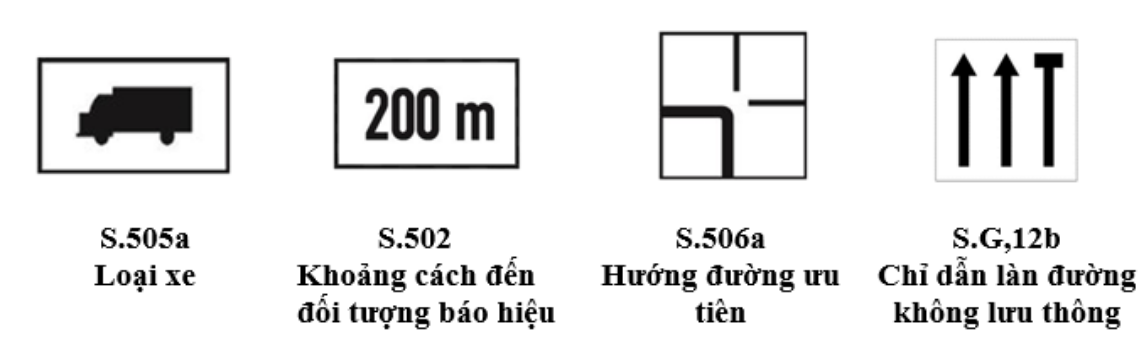 200 m
S.505a
Loại xe
S.502
Khoảng cách đến
đối tượng báo hiệu
S.506a
Hướng đường ưu
tiên
S.G,12b
Chỉ dẫn làn đường
không lưu thông